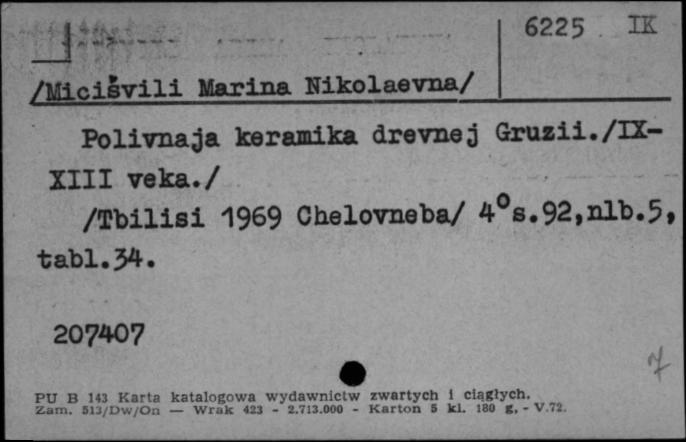 6225 IK
/Micišvili Marina Nikolaevna/
Polivnaja keramika drevnej Gruzii./IX-
XIII veka./
/Tbilisi 1969 Chelovneba/ 4°s.92,nlb.5,
tabl.34.
207407
7
PU B 143 Karta katalogowa wydawnictw zwartych i ciągłych.
Zam. 513/Dw/On — Wrak 423 - 2.713.000 - Karton 5 kl. 180 g. - V.72.